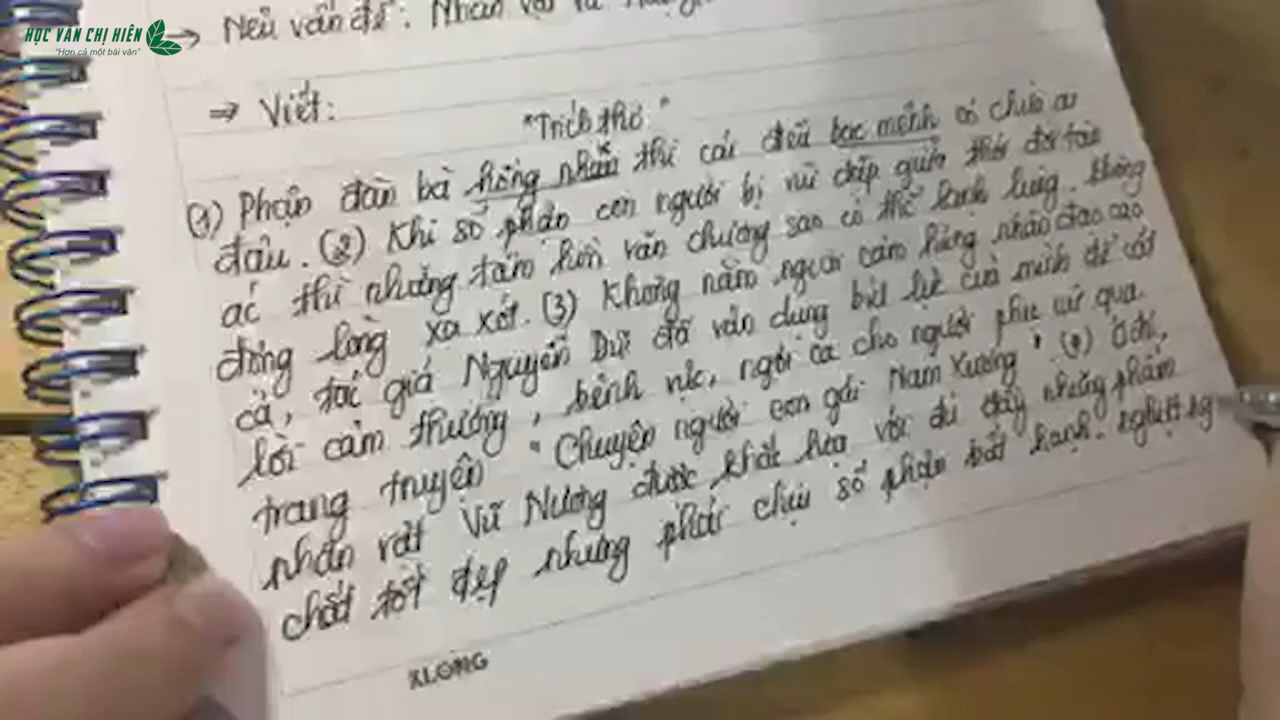 HỌC VĂN CHỊ HIÊN
"Hơn cả một bài văn"
→ Nêu vấn đề: Nhân vật
⇒ Viết:
"Trích thơ"
(1) Phận đàn bà hồng nhan thì cái điều bạc mệnh có chừa ai
đâu. (2) Khi số phận con người bị vùi dập giữa thời đời tàn
ác thì những tâm hồn văn chương sao có thể lạnh lùng, không
động lòng xa xót. (3) Không nằm ngoài cảm hứng nhân đạo cao
cả, tác giả Nguyễn Dữ đã vận dụng bút lực của mình để cất
lời cảm thương, bênh vực, ngợi ca cho người phụ nữ qua
trang truyện "Chuyện người con gái Nam Xương". (4) Ở đó,
nhân vật Vũ Nương được khắc họa với đủ đầy những phẩm
chất tốt đẹp nhưng phải chịu số phận bất hạnh, nghiệt ng
KLONG